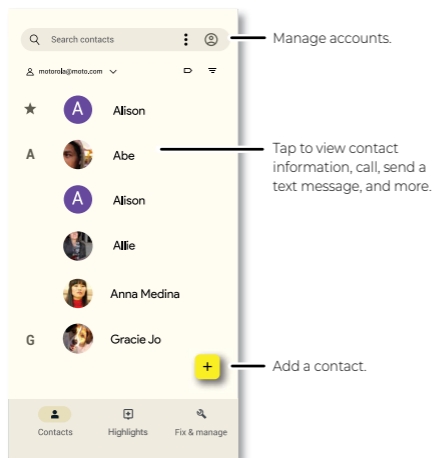 Search contacts
Manage accounts.
motorola@moto.com
A Alison
A Abe
Tap to view contact
information, call, send a
text message, and more.
A Alison
Allie
Anna Medina
G Gracie Jo
+
Add a contact.
Contacts Highlights Fix & manage